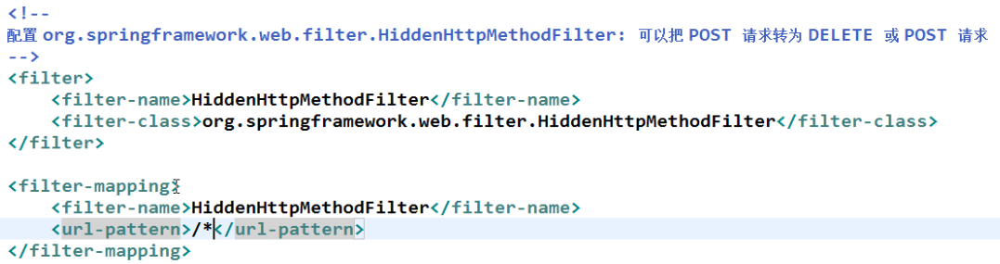 <!--
配置 org.springframework.web.filter.HiddenHttpMethodFilter: 可以把 POST 请求转为 DELETE 或 POST 请求
-->
<filter>
    <filter-name>HiddenHttpMethodFilter</filter-name>
    <filter-class>org.springframework.web.filter.HiddenHttpMethodFilter</filter-class>
</filter>
<filter-mapping>
    <filter-name>HiddenHttpMethodFilter</filter-name>
    <url-pattern>/*</url-pattern>
</filter-mapping>